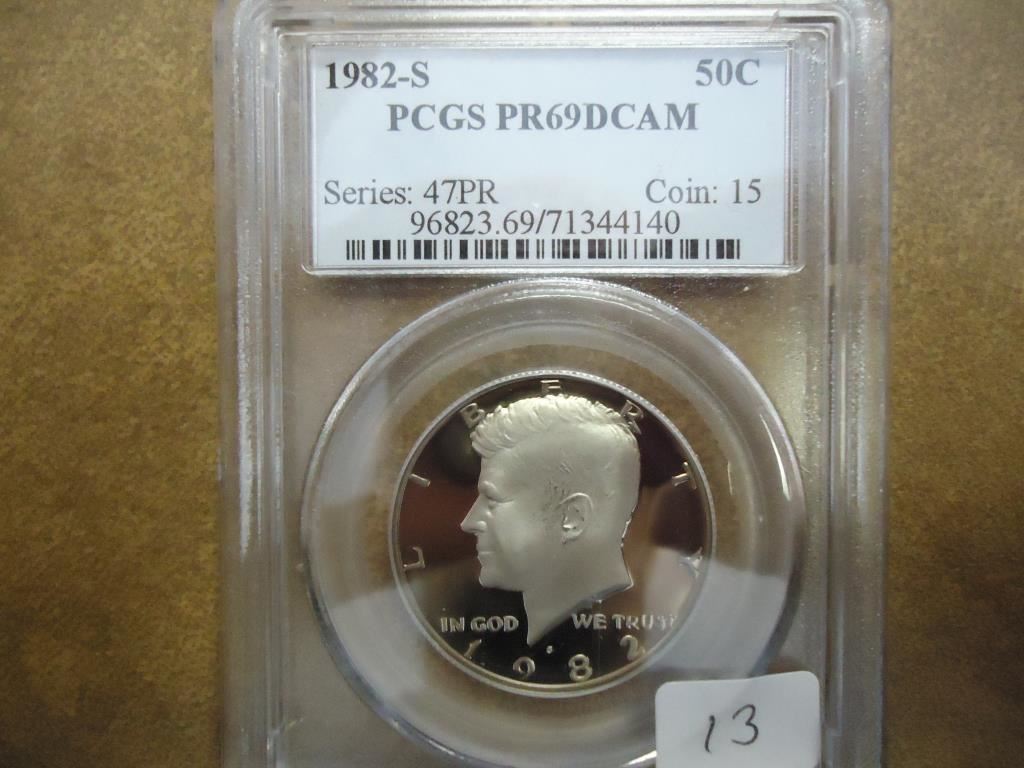 1982-S 50C
PCGS PR69DCAM
Series: 47PR Coin: 15
96823.69/71344140
LIBERTY
IN GOD WE TRUST
1982
13